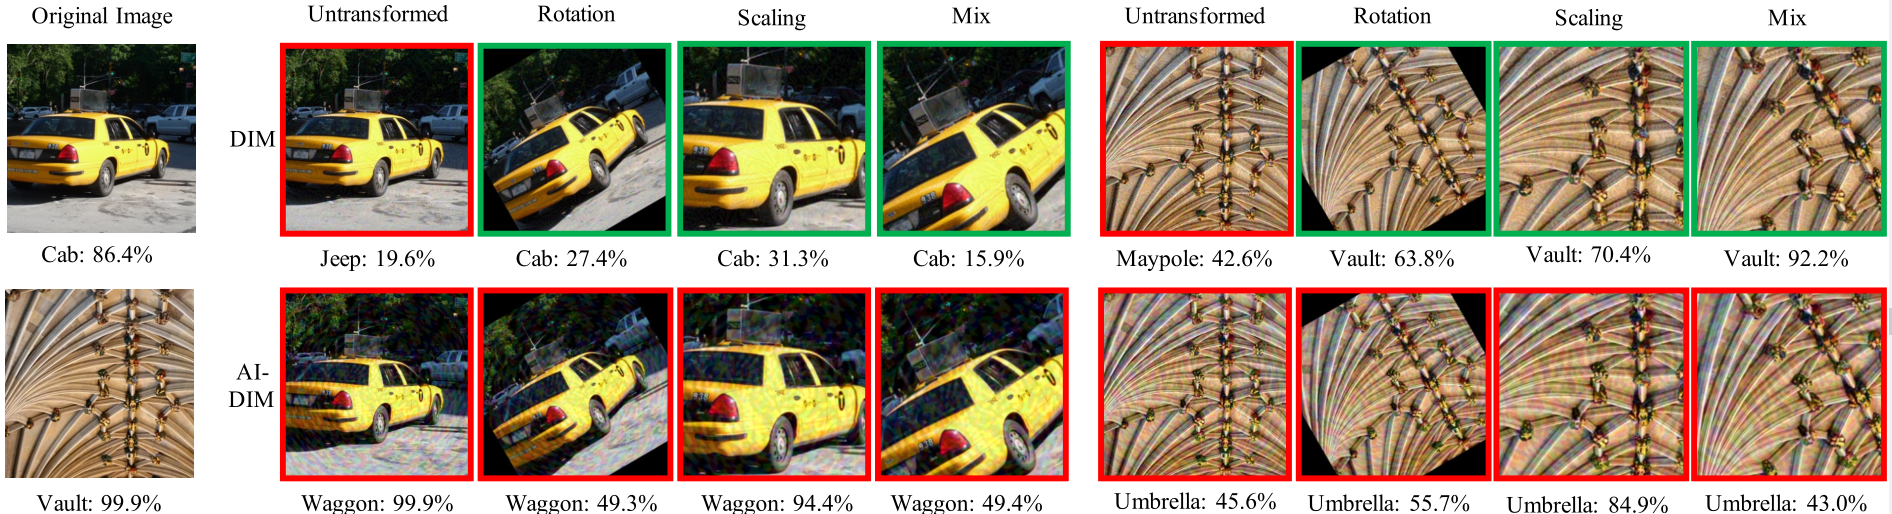 Original Image
Untransformed
Rotation
Scaling
Mix
Untransformed
Rotation
Scaling
Mix
DIM
Cab: 86.4%
Jeep: 19.6%
Cab: 27.4%
Cab: 31.3%
Cab: 15.9%
Maypole: 42.6%
Vault: 63.8%
Vault: 70.4%
Vault: 92.2%
AI-
DIM
Vault: 99.9%
Waggon: 99.9%
Waggon: 49.3%
Waggon: 94.4%
Waggon: 49.4%
Umbrella: 45.6%
Umbrella: 55.7%
Umbrella: 84.9%
Umbrella: 43.0%